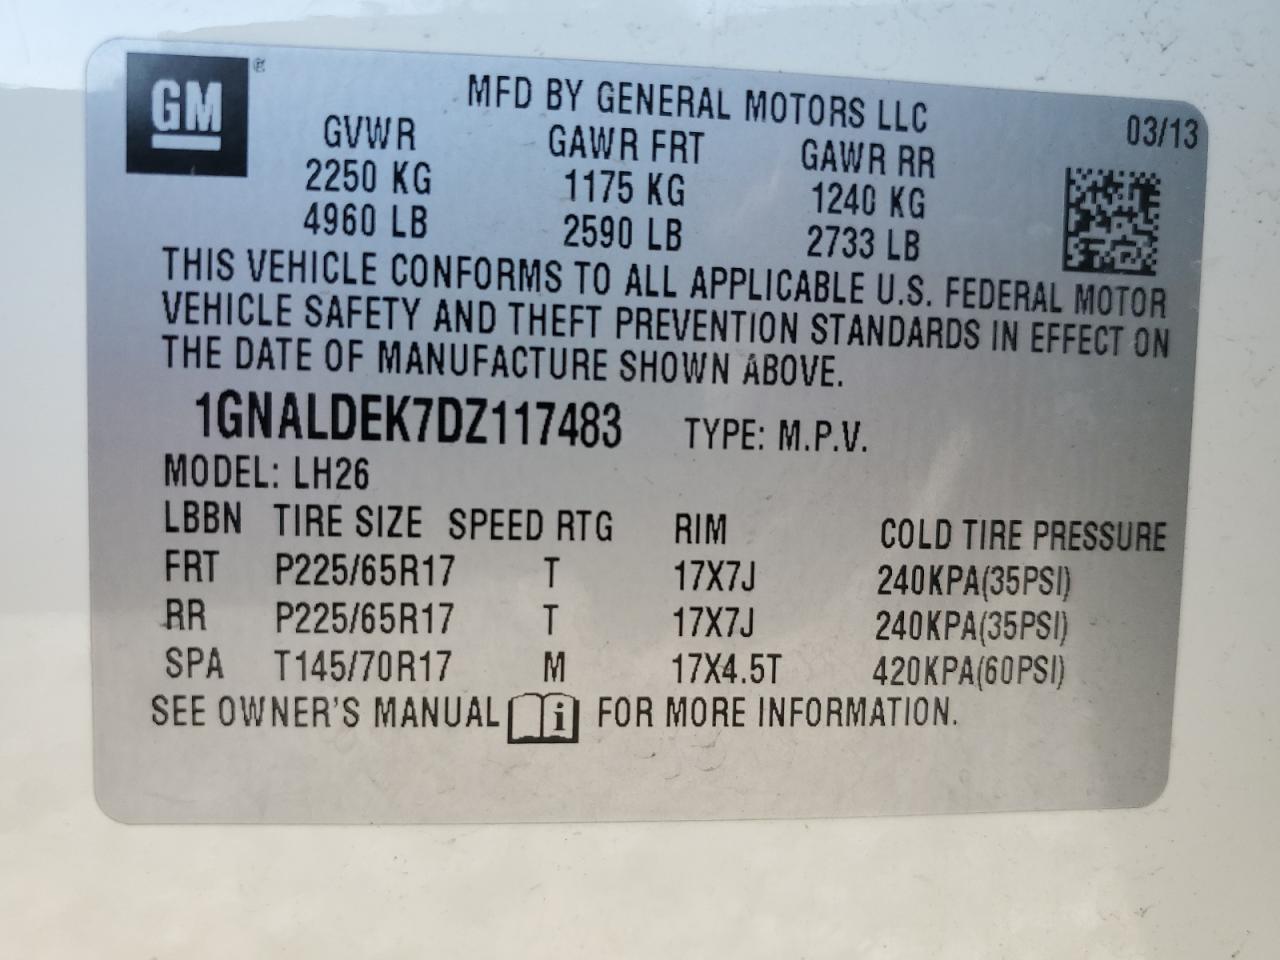 GM®
MFD BY GENERAL MOTORS LLC
03/13
GVWR GAWR FRT GAWR RR
2250 KG 1175 KG 1240 KG
4960 LB 2590 LB 2733 LB
THIS VEHICLE CONFORMS TO ALL APPLICABLE U.S. FEDERAL MOTOR
VEHICLE SAFETY AND THEFT PREVENTION STANDARDS IN EFFECT ON
THE DATE OF MANUFACTURE SHOWN ABOVE.
1GNALDEK7DZ117483 TYPE: M.P.V.
MODEL: LH26
LBBN TIRE SIZE SPEED RTG RIM COLD TIRE PRESSURE
FRT P225/65R17 T 17X7J 240KPA(35PSI)
RR P225/65R17 T 17X7J 240KPA(35PSI)
SPA T145/70R17 M 17X4.5T 420KPA(60PSI)
SEE OWNER'S MANUAL i FOR MORE INFORMATION.